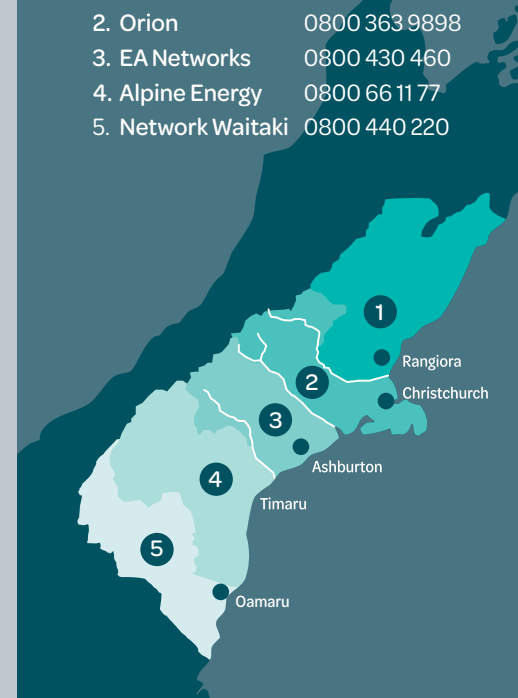 2. Orion 0800 363 9898
3. EA Networks 0800 430 460
4. Alpine Energy 0800 66 11 77
5. Network Waitaki 0800 440 220
1
Rangiora
2
Christchurch
3
Ashburton
4
Timaru
5
Oamaru